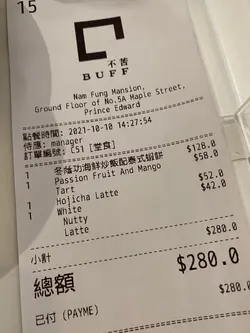 15
不苦
BUFF
Nam Fung Mansion,
Ground Floor of No.5A Maple Street,
Prince Edward
點餐時間: 2021-10-10 14:27:54
侍應: manager
訂單編號: C51 [堂食]
1 冬蔭功海鮮炒飯配泰式蝦餅 $128.0
1 Passion Fruit And Mango $58.0
Tart
1 Hojicha Latte $52.0
1 White $42.0
Nutty
Latte
$280.0
小計
$280.0
總額
$280.0
已付 (PAYME)